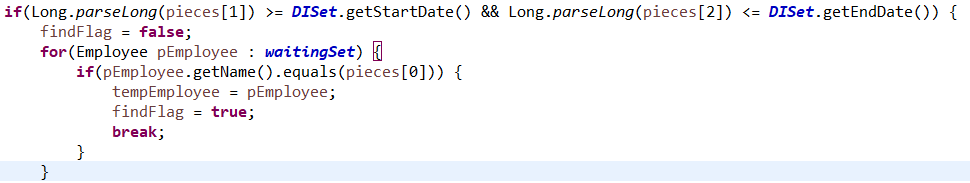 if(Long.parseLong(pieces[1]) >= DISet.getStartDate() && Long.parseLong(pieces[2]) <= DISet.getEndDate()) {
    findFlag = false;
    for(Employee pEmployee : waitingSet) {
        if(pEmployee.getName().equals(pieces[0])) {
            tempEmployee = pEmployee;
            findFlag = true;
            break;
        }
    }